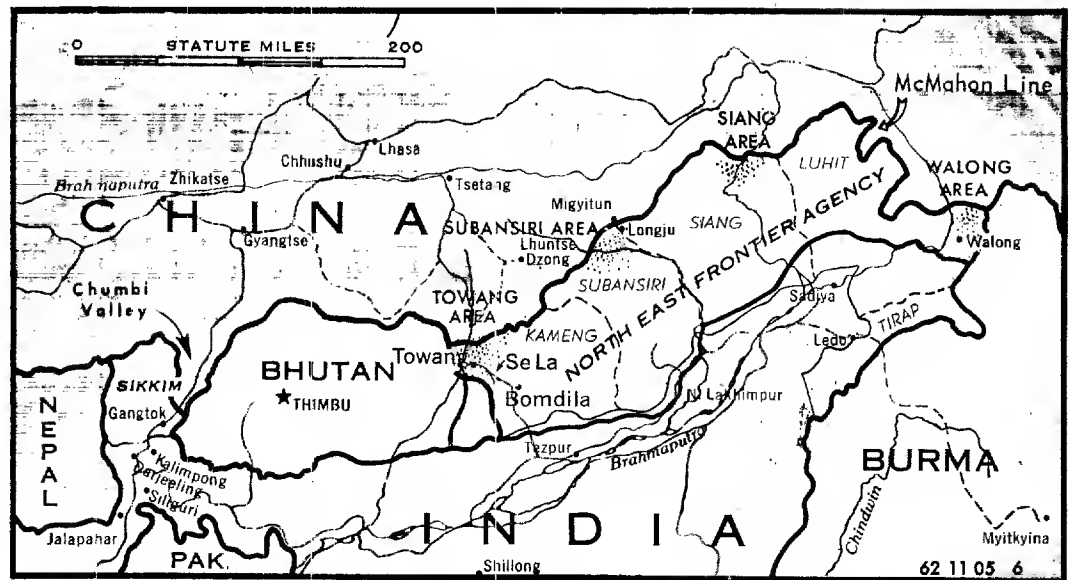 0 STATUTE MILES 200
McMahon Line
SIANG
AREA
LUHIT
WALONG
AREA
Lhasa
Chhushu
Brahmaputra
Zhikatse
Tsetang
CHINA
Migyitun
SIANG
SUBANSIRI AREA
Longju
Walong
Gyangtse
Lhuntse
Dzong
NORTH EAST FRONTIER AGENCY
Chumbi
Valley
SUBANSIRI
Sadiya
TOWANG
AREA
TIRAP
KAMENG
Ledo
Towang
Se La
BHUTAN
SIKKIM
Bomdila
THIMBU
N. Lakhimpur
NEPAL
Gangtok
Tezpur
Brahmaputra
BURMA
Kalimpong
Darjeeling
Siliguri
INDIA
Chindwin
Jalapahar
Myitkyina
PAK.
Shillong
62 11 05 6